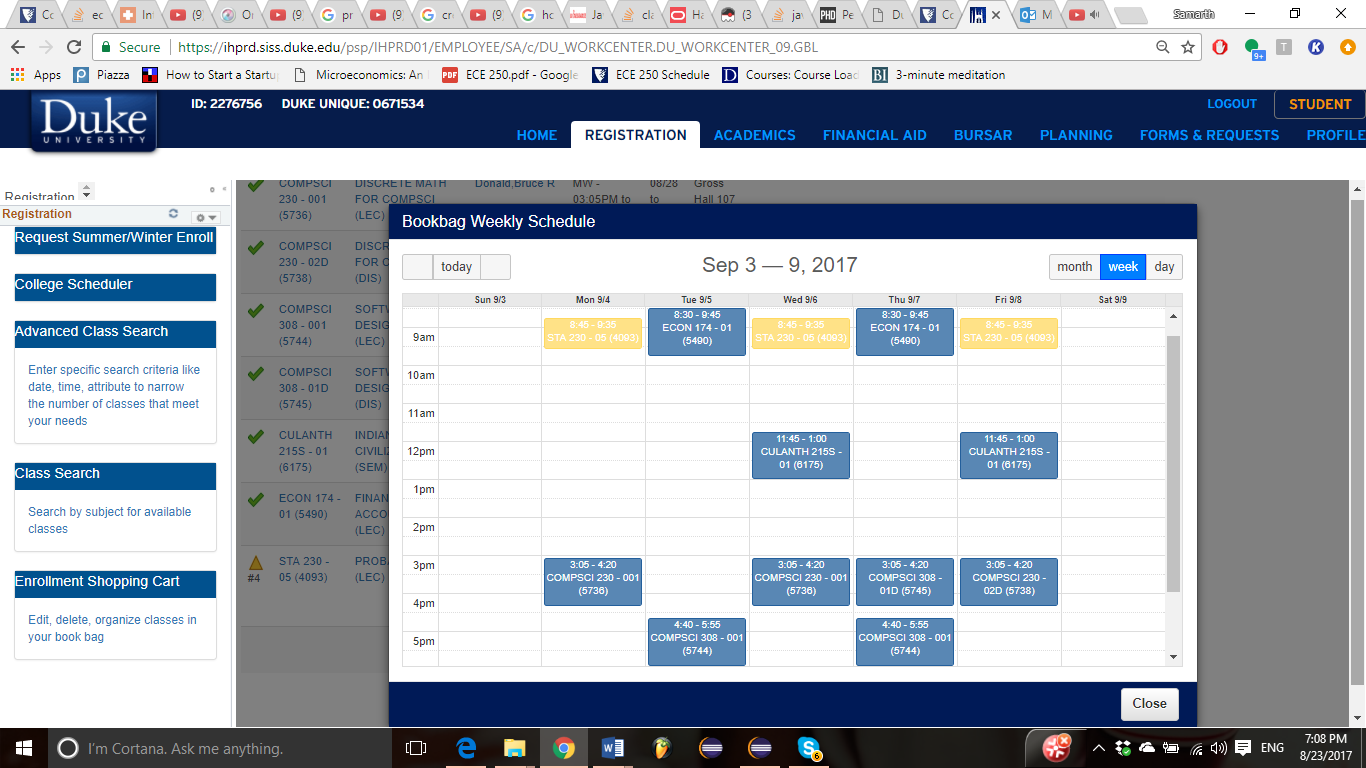 Co
ec
In
(9
Or
(9
pr
(9
cr
(9
hc
Ja
cla
Ha
(3
jav
PHD
Pe
Du
Co
M
Samarth
Secure
https://ihprd.siss.duke.edu/psp/IHPRD01/EMPLOYEE/SA/c/DU_WORKCENTER.DU_WORKCENTER_09.GBL
9+
Apps
Piazza
How to Start a Startu
Microeconomics: An
PDF ECE 250.pdf - Google
ECE 250 Schedule
Courses: Course Load
BI 3-minute meditation
Duke
UNIVERSITY
ID: 2276756 DUKE UNIQUE: 0671534
LOGOUT
STUDENT
HOME REGISTRATION ACADEMICS FINANCIAL AID BURSAR PLANNING FORMS & REQUESTS PROFILE
Registration
Registration
Request Summer/Winter Enroll
College Scheduler
Advanced Class Search
Enter specific search criteria like
date, time, attribute to narrow
the number of classes that meet
your needs
Class Search
Search by subject for available
classes
Enrollment Shopping Cart
Edit, delete, organize classes in
your book bag
COMPSCI
230 - 001
(5736)
DISCRETE MATH
FOR COMPSCI
(LEC)
Donald,Bruce R
MW -
03:05PM to
08/28
to
Gross
Hall 107
COMPSCI
230 - 02D
(5738)
DISCR
FOR C
(DIS)
COMPSCI
308 - 001
(5744)
SOFTW
DESIG
(LEC)
COMPSCI
308 - 01D
(5745)
SOFTW
DESIG
(DIS)
CULANTH
215S - 01
(6175)
INDIAN
CIVILIZ
(SEM)
ECON 174 -
01 (5490)
FINAN
ACCO
(LEC)
#4
STA 230 -
05 (4093)
PROBA
(LEC)
Bookbag Weekly Schedule
today
Sep 3 — 9, 2017
month week day
Sun 9/3 Mon 9/4 Tue 9/5 Wed 9/6 Thu 9/7 Fri 9/8 Sat 9/9
9am
10am
11am
12pm
1pm
2pm
3pm
4pm
5pm
8:45 - 9:35
STA 230 - 05 (4093)
3:05 - 4:20
COMPSCI 230 - 001
(5736)
8:30 - 9:45
ECON 174 - 01
(5490)
4:40 - 5:55
COMPSCI 308 - 001
(5744)
8:45 - 9:35
STA 230 - 05 (4093)
11:45 - 1:00
CULANTH 215S -
01 (6175)
3:05 - 4:20
COMPSCI 230 - 001
(5736)
8:30 - 9:45
ECON 174 - 01
(5490)
3:05 - 4:20
COMPSCI 308 -
01D (5745)
4:40 - 5:55
COMPSCI 308 - 001
(5744)
8:45 - 9:35
STA 230 - 05 (4093)
11:45 - 1:00
CULANTH 215S -
01 (6175)
3:05 - 4:20
COMPSCI 230 -
02D (5738)
Close
I'm Cortana. Ask me anything.
6
ENG
7:08 PM
8/23/2017